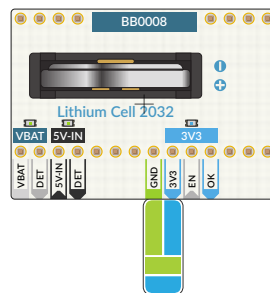 BB0008
Lithium Cell 2032
VBAT 5V-IN 3V3
VBAT DET 5V-IN DET GND 3V3 EN OK